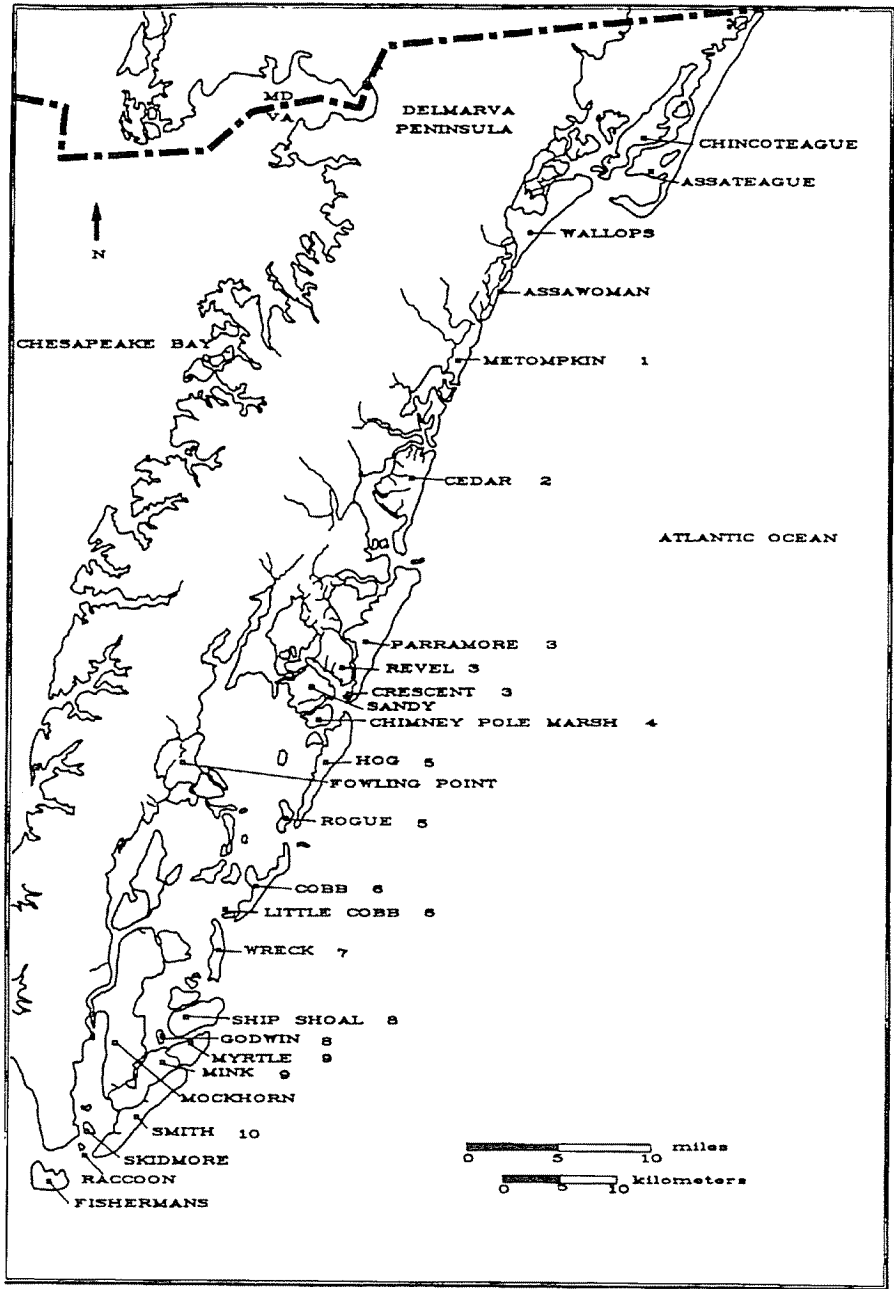 MD
VA
DELMARVA
PENINSULA
CHINCOTEAGUE
ASSATEAGUE
N
WALLOPS
ASSAWOMAN
CHESAPEAKE BAY
METOMPKIN 1
CEDAR 2
ATLANTIC OCEAN
PARRAMORE 3
REVEL 3
CRESCENT 3
SANDY
CHIMNEY POLE MARSH 4
HOG 5
FOWLING POINT
ROGUE 5
COBB 6
LITTLE COBB 6
WRECK 7
SHIP SHOAL 8
GODWIN 8
MYRTLE 9
MINK 9
MOCKHORN
SMITH 10
SKIDMORE
RACCOON
FISHERMANS
miles
0 5 10
kilometers
0 5 10